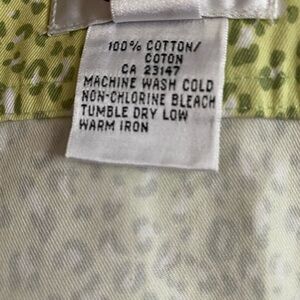 100% COTTON/
COTON
CA 23147
MACHINE WASH COLD
NON-CHLORINE BLEACH
TUMBLE DRY LOW
WARM IRON